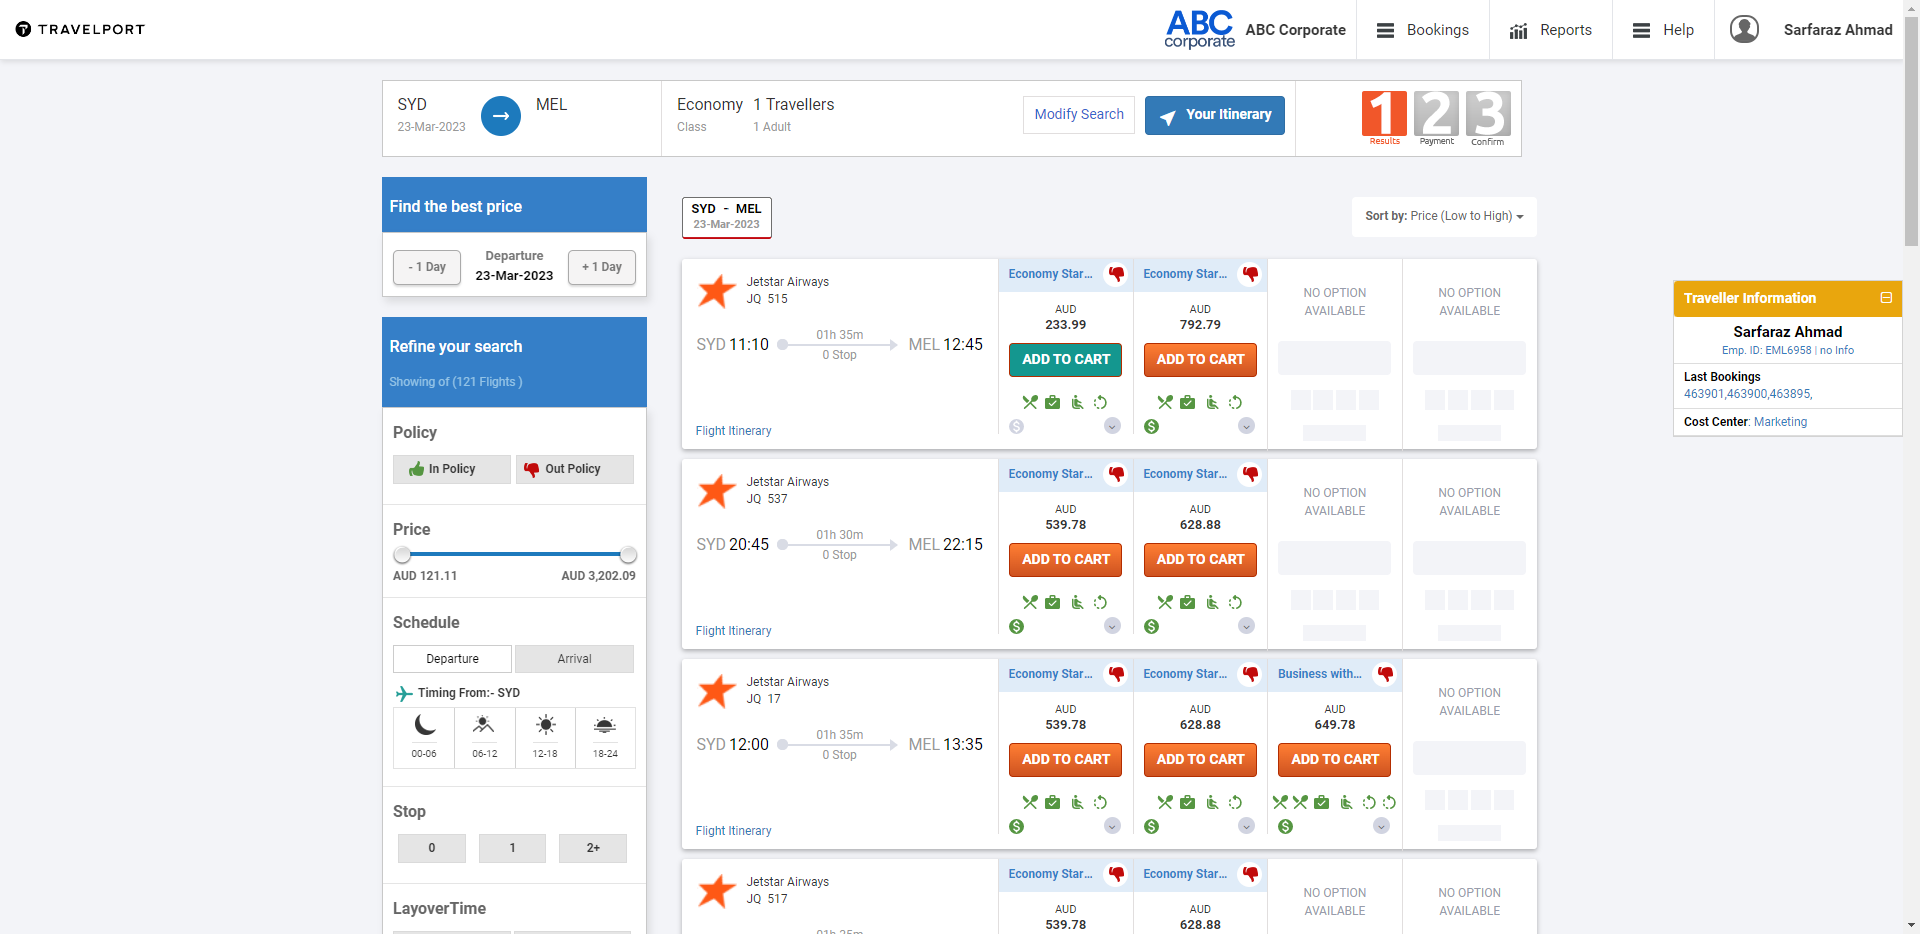 TRAVELPORT
ABC
corporate
ABC Corporate
Bookings
Reports
Help
Sarfaraz Ahmad
SYD
23-Mar-2023
MEL
Economy
Class
1 Travellers
1 Adult
Modify Search
Your Itinerary
1
Results
2
Payment
3
Confirm
Find the best price
- 1 Day
Departure
23-Mar-2023
+ 1 Day
Refine your search
Showing of (121 Flights )
Policy
In Policy
Out Policy
Price
AUD 121.11
AUD 3,202.09
Schedule
Departure
Arrival
Timing From:- SYD
00-06
06-12
12-18
18-24
Stop
0
1
2+
LayoverTime
SYD - MEL
23-Mar-2023
Sort by: Price (Low to High)
Jetstar Airways
JQ 515
SYD 11:10
01h 35m
0 Stop
MEL 12:45
Flight Itinerary
Economy Star...
AUD
233.99
ADD TO CART
Economy Star...
AUD
792.79
ADD TO CART
NO OPTION
AVAILABLE
NO OPTION
AVAILABLE
Jetstar Airways
JQ 537
SYD 20:45
01h 30m
0 Stop
MEL 22:15
Flight Itinerary
Economy Star...
AUD
539.78
ADD TO CART
Economy Star...
AUD
628.88
ADD TO CART
NO OPTION
AVAILABLE
NO OPTION
AVAILABLE
Jetstar Airways
JQ 17
SYD 12:00
01h 35m
0 Stop
MEL 13:35
Flight Itinerary
Economy Star...
AUD
539.78
ADD TO CART
Economy Star...
AUD
628.88
ADD TO CART
Business with...
AUD
649.78
ADD TO CART
NO OPTION
AVAILABLE
Jetstar Airways
JQ 517
01h 35m
Economy Star...
AUD
539.78
Economy Star...
AUD
628.88
NO OPTION
AVAILABLE
NO OPTION
AVAILABLE
Traveller Information
Sarfaraz Ahmad
Emp. ID: EML6958 | no Info
Last Bookings
463901,463900,463895,
Cost Center: Marketing